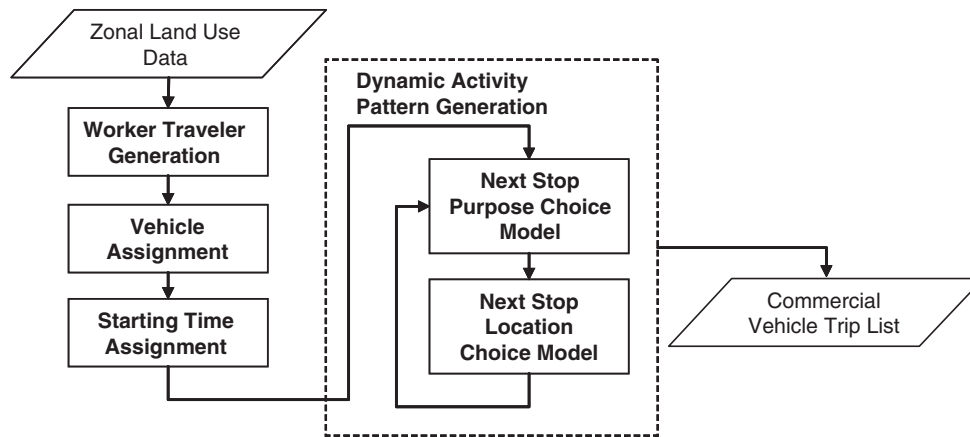 Zonal Land Use
Data
Worker Traveler
Generation
Vehicle
Assignment
Starting Time
Assignment
Dynamic Activity
Pattern Generation
Next Stop
Purpose Choice
Model
Next Stop
Location
Choice Model
Commercial
Vehicle Trip List